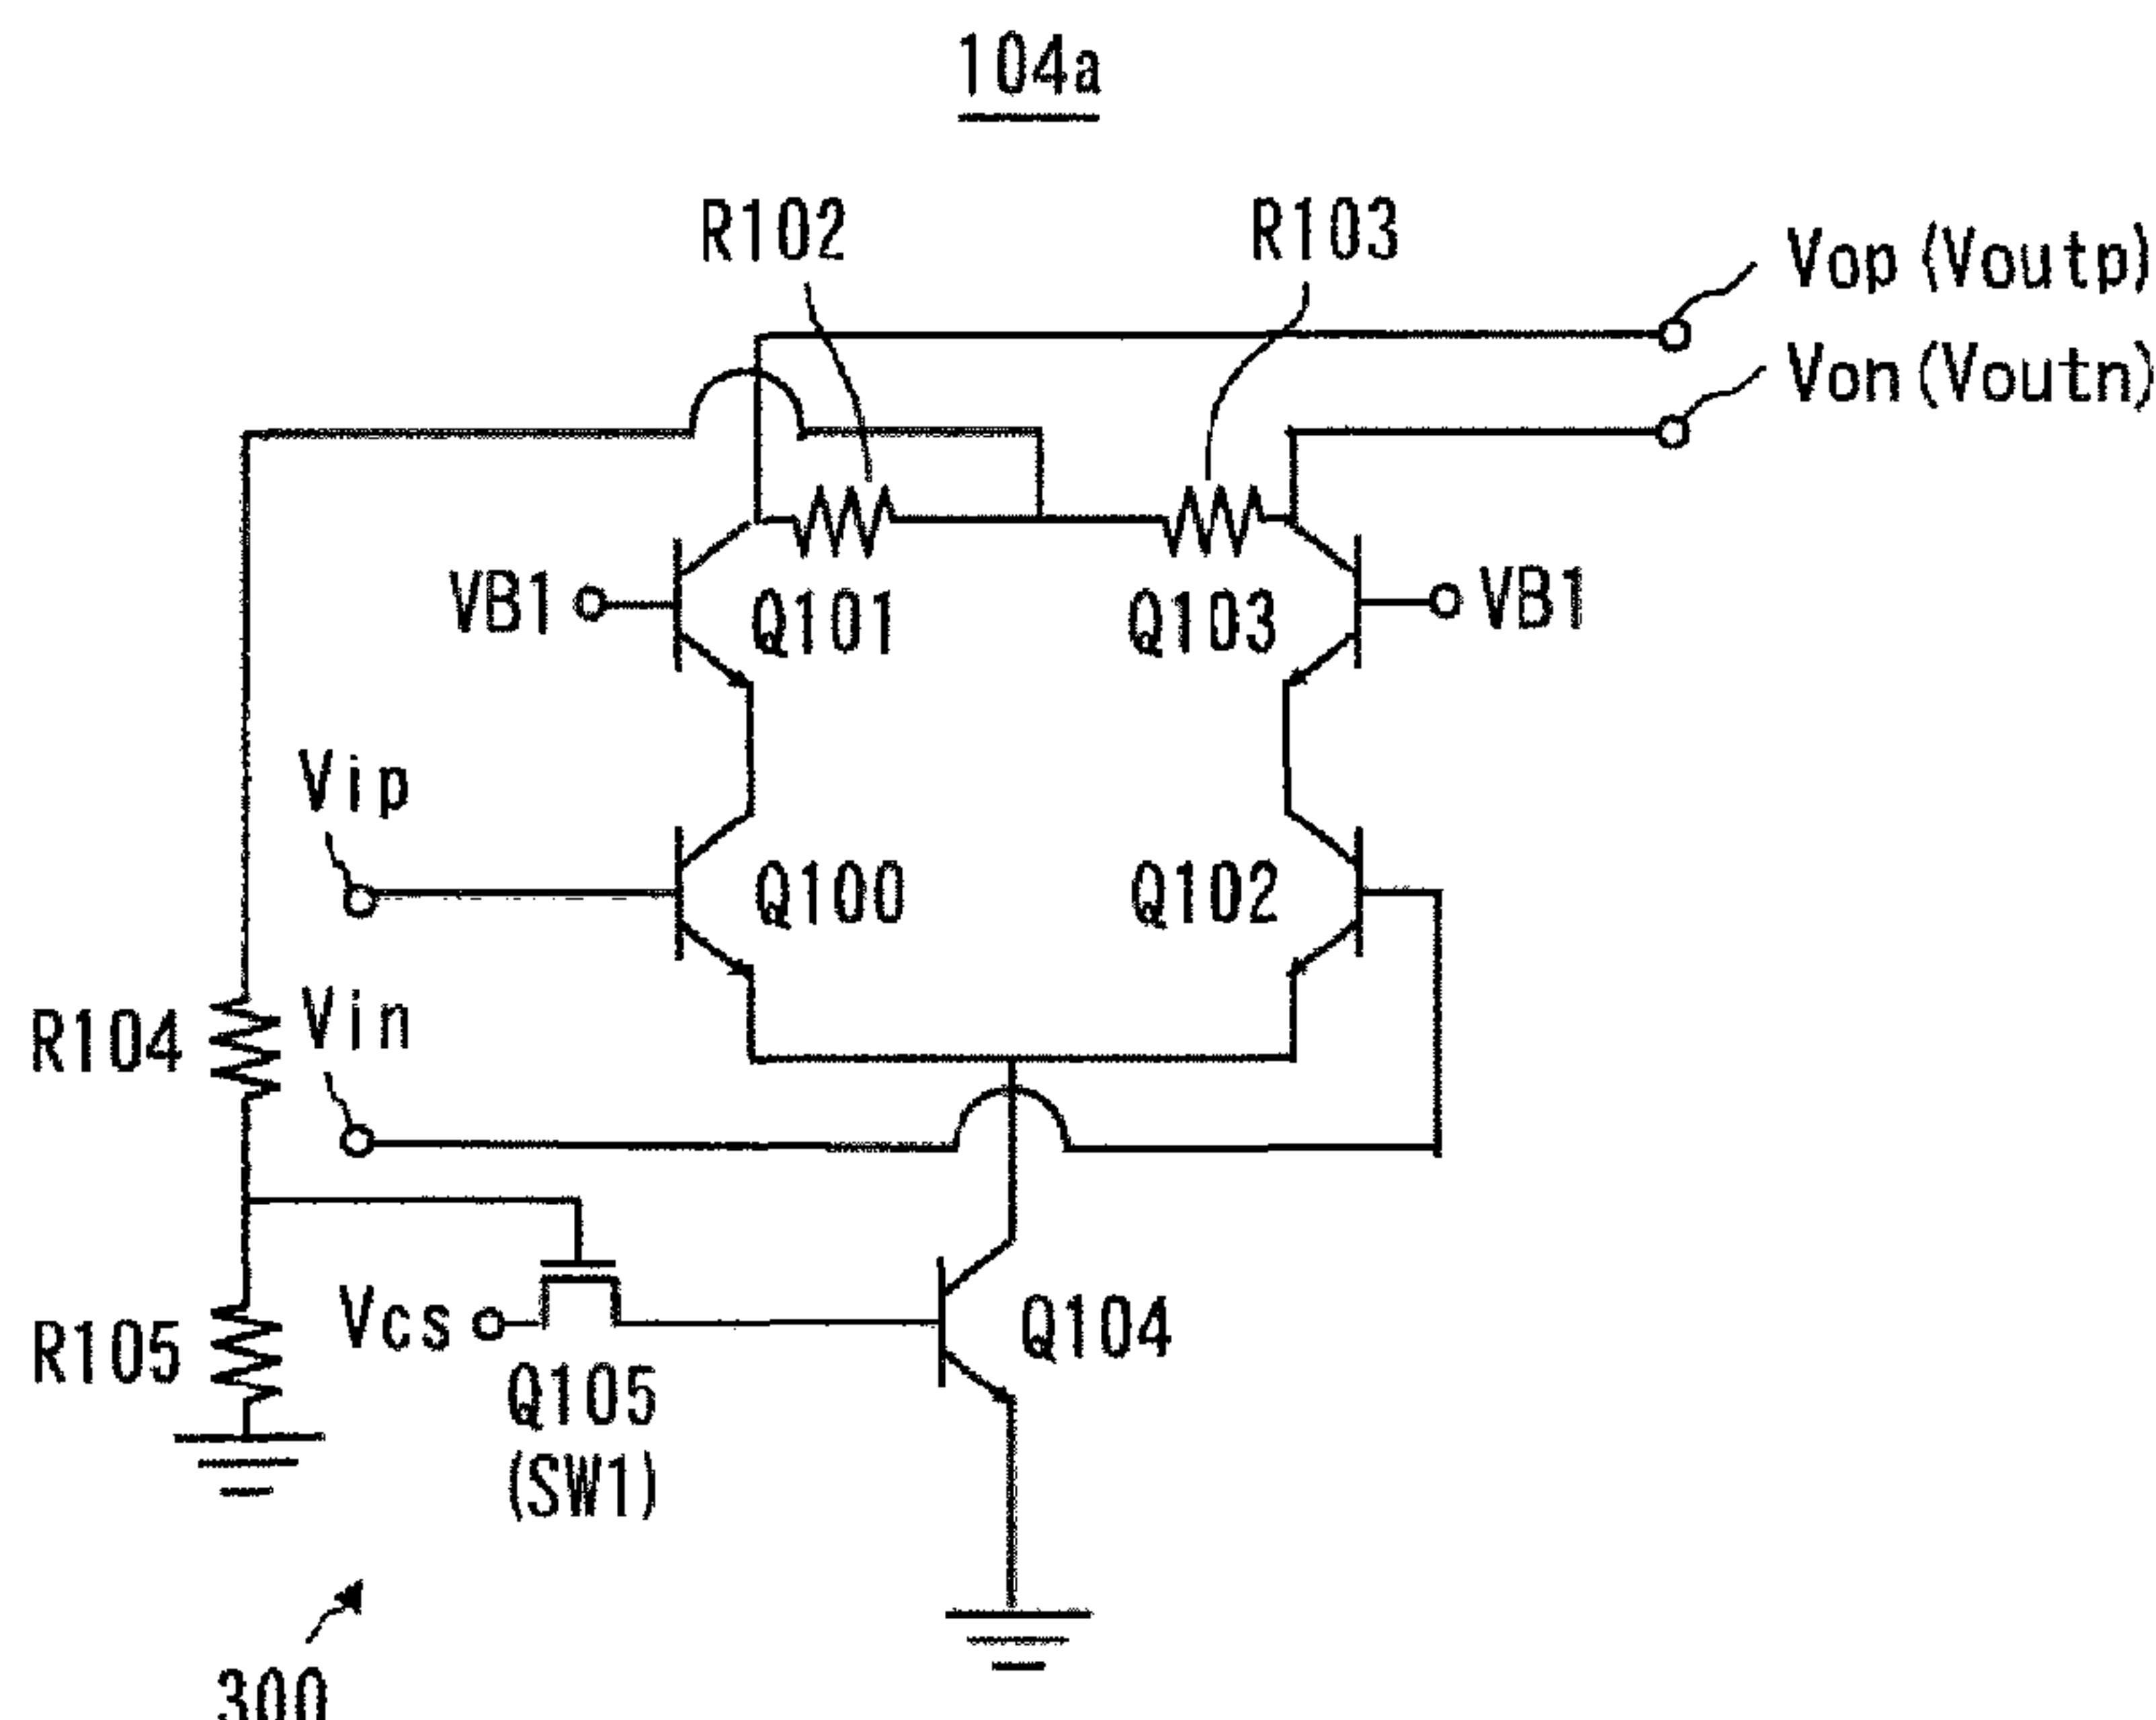 104a
R102
R103
Vop (Voutp)
Von (Voutn)
VB1
Q101
Q103
VB1
Vip
Q100
Q102
R104
Vin
R105
Vcs
Q105
(SW1)
Q104
300